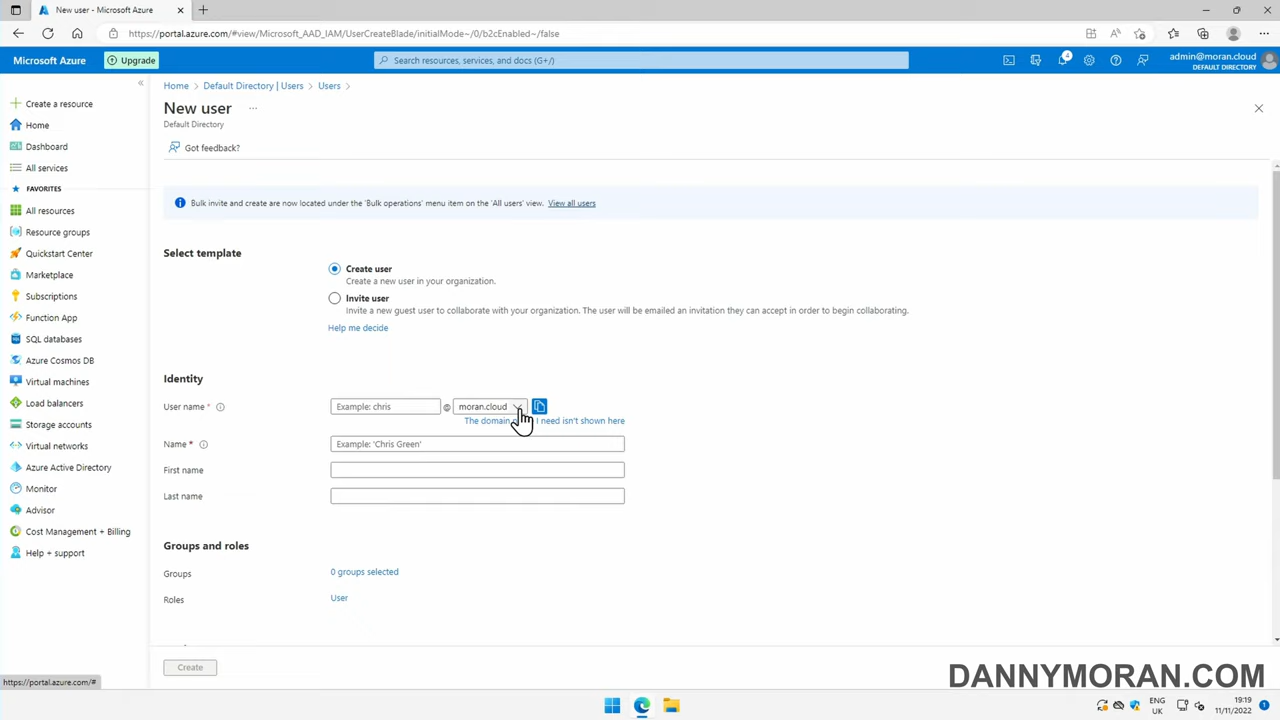 New user - Microsoft Azure
https://portal.azure.com/#view/Microsoft_AAD_IAM/UserCreateBlade/initialMode~/0/b2cEnabled~/false
Microsoft Azure
Upgrade
Search resources, services, and docs (G+/)
4
admin@moran.cloud
DEFAULT DIRECTORY
Create a resource
Home
Dashboard
All services
FAVORITES
All resources
Resource groups
Quickstart Center
Marketplace
Subscriptions
Function App
SQL databases
Azure Cosmos DB
Virtual machines
Load balancers
Storage accounts
Virtual networks
Azure Active Directory
Monitor
Advisor
Cost Management + Billing
Help + support
Home > Default Directory | Users > Users >
New user ...
Default Directory
Got feedback?
Bulk invite and create are now located under the 'Bulk operations' menu item on the 'All users' view. View all users
Select template
Create user
Create a new user in your organization.
Invite user
Invite a new guest user to collaborate with your organization. The user will be emailed an invitation they can accept in order to begin collaborating.
Help me decide
Identity
User name * Example: chris @ moran.cloud
The domain I need isn't shown here
Name * Example: 'Chris Green'
First name
Last name
Groups and roles
Groups 0 groups selected
Roles User
Create
https://portal.azure.com/#
DANNYMORAN.COM
ENG
UK
19:19
11/11/2022
1